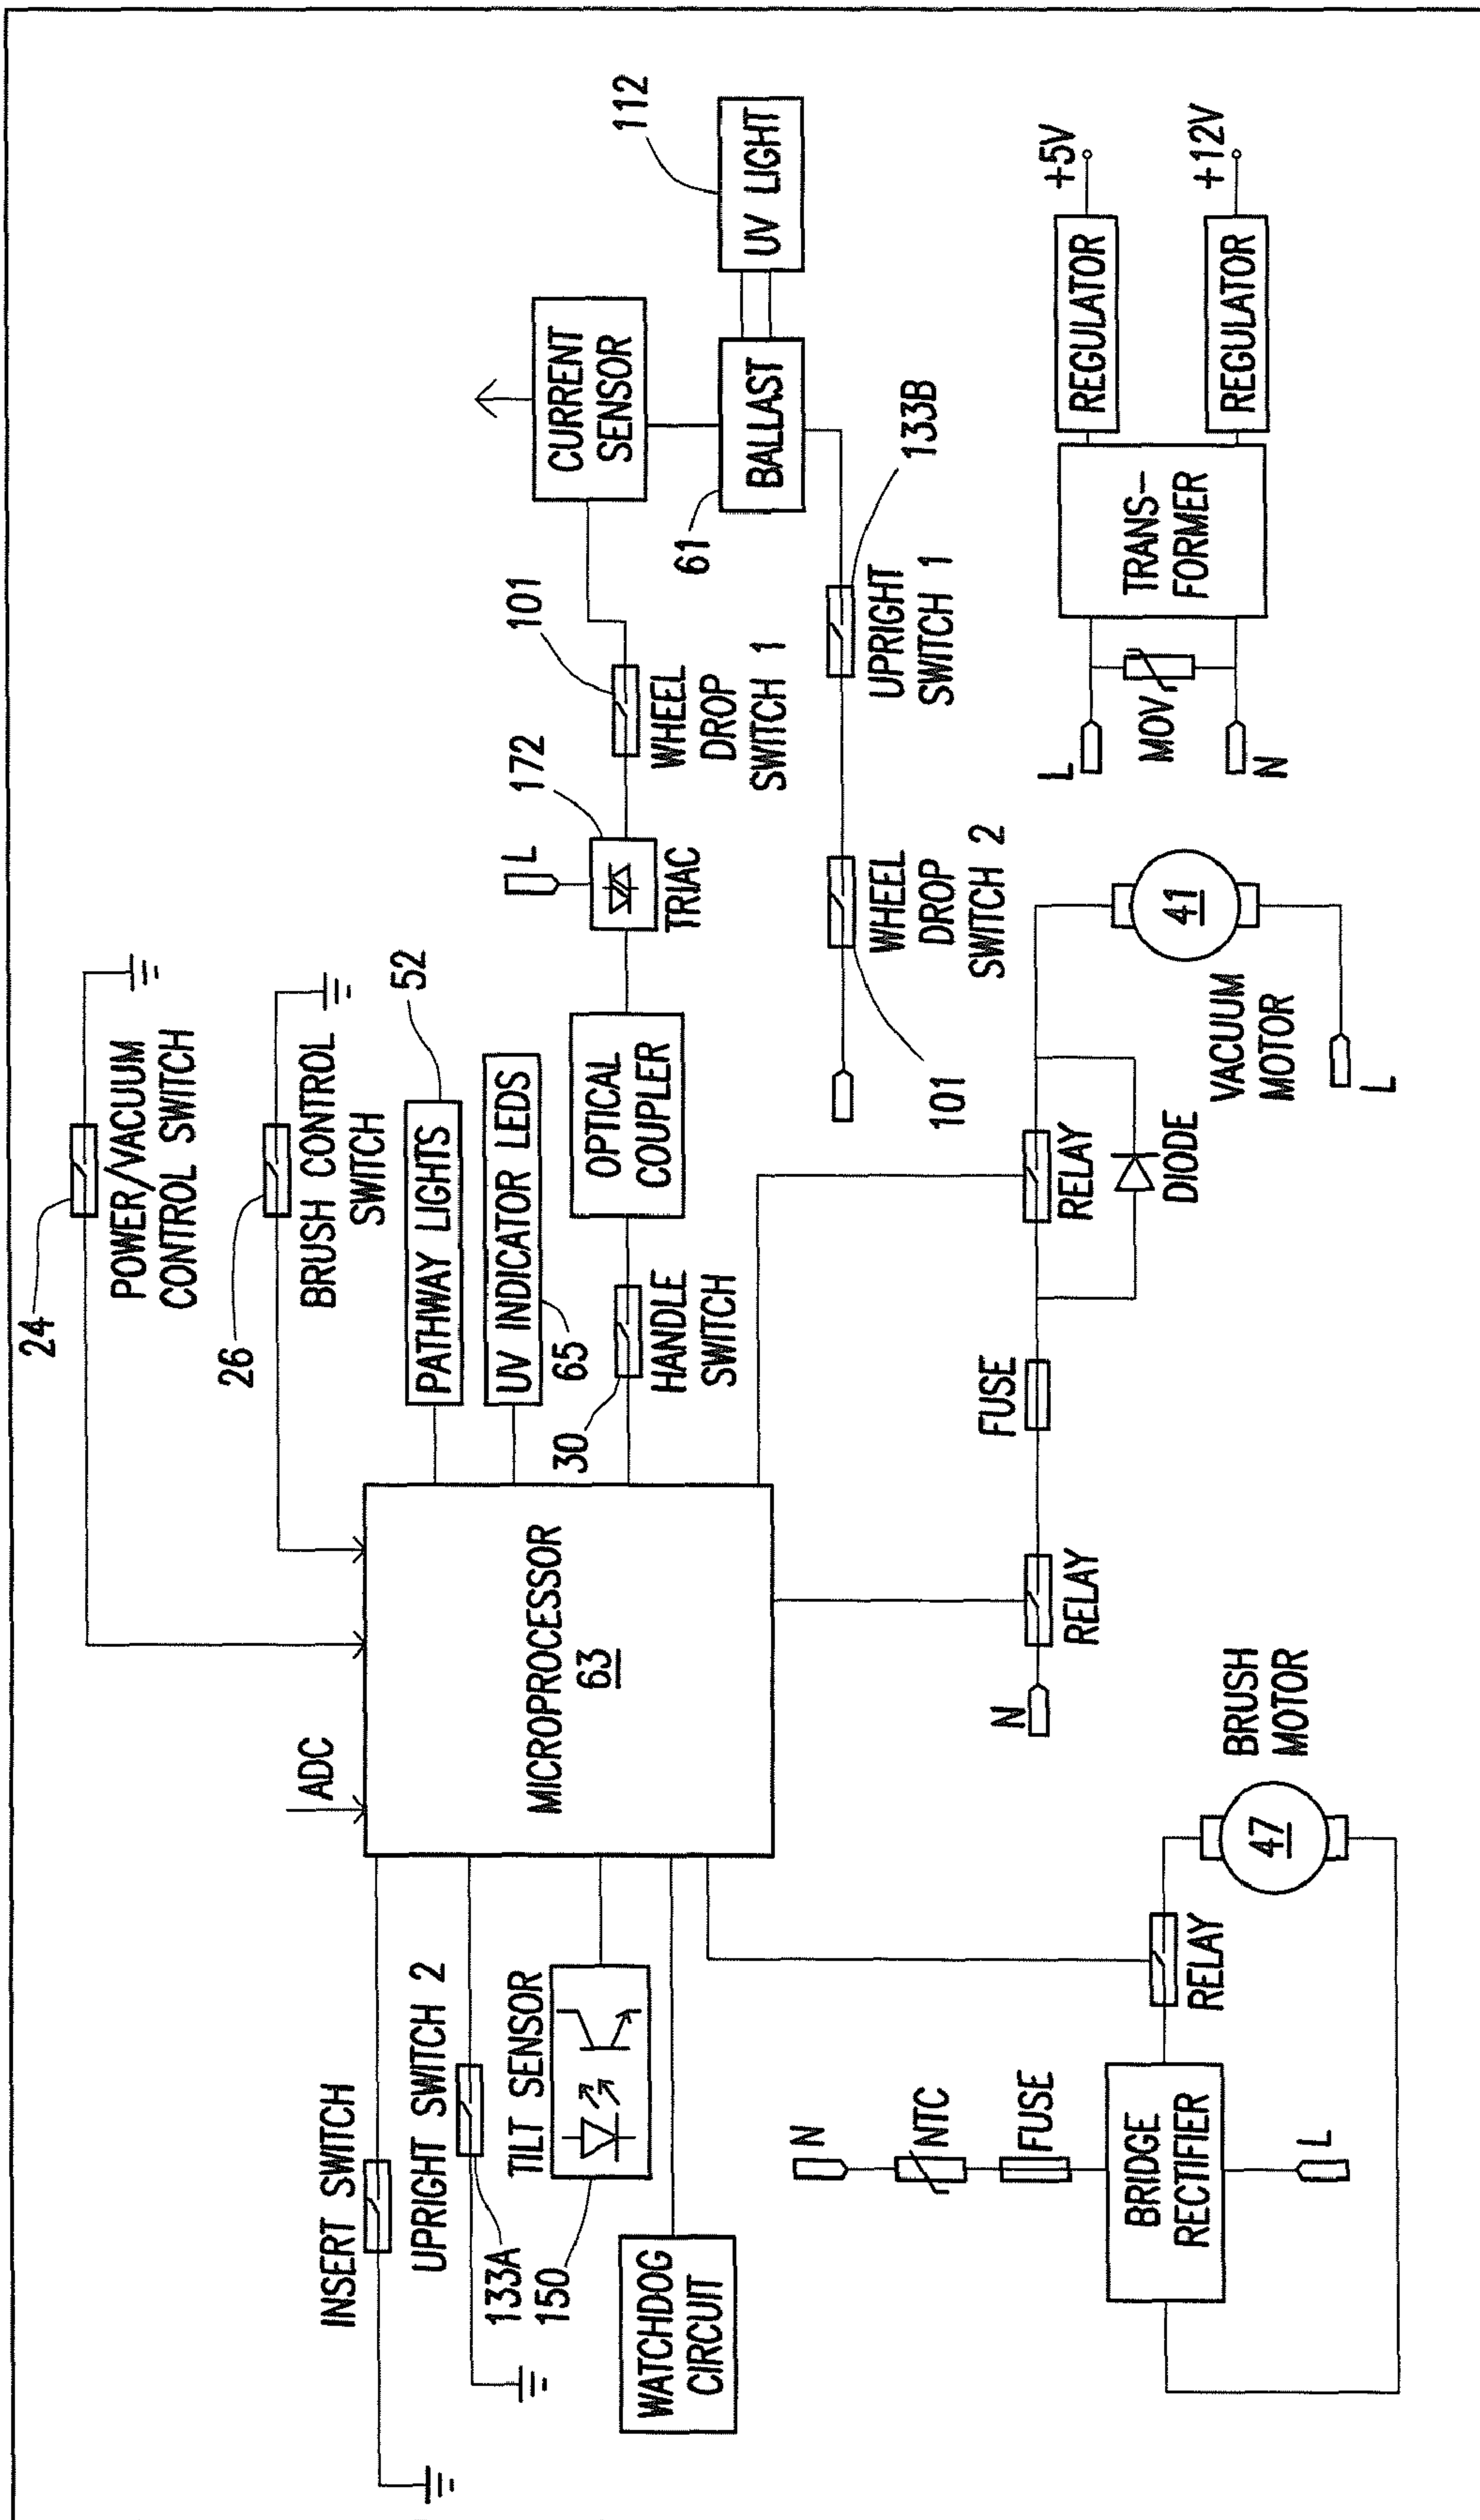 24
POWER/VACUUM
CONTROL SWITCH
26
BRUSH CONTROL
SWITCH
ADC
INSERT SWITCH
UPRIGHT SWITCH 2
133A
TILT SENSOR
150
WATCHDOG
CIRCUIT
MICROPROCESSOR
63
PATHWAY LIGHTS
52
UV INDICATOR LEDS
65
30
HANDLE
SWITCH
OPTICAL
COUPLER
L
172
TRIAC
101
WHEEL
DROP
SWITCH 1
CURRENT
SENSOR
61
BALLAST
UV LIGHT
112
101
WHEEL
DROP
SWITCH 2
UPRIGHT
SWITCH 1
133B
N
NTC
FUSE
BRIDGE
RECTIFIER
L
RELAY
47
BRUSH
MOTOR
N
RELAY
FUSE
RELAY
DIODE
VACUUM
MOTOR
41
L
L
MOV
N
TRANS-
FORMER
REGULATOR
+5V
REGULATOR
+12V